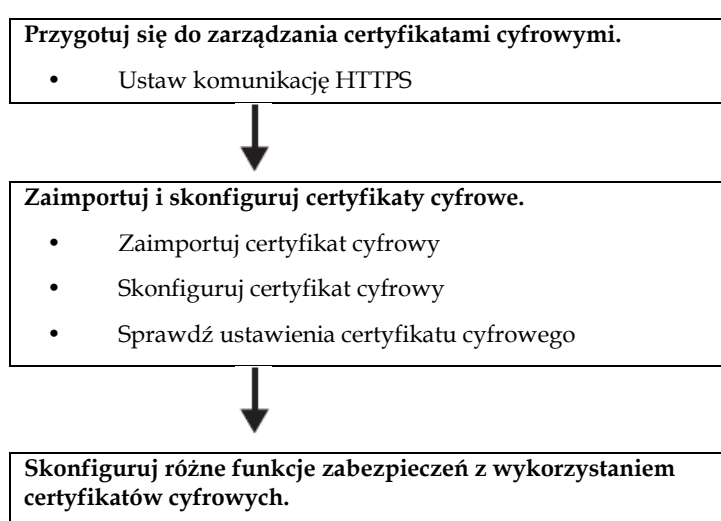 Przygotuj się do zarządzania certyfikatami cyfrowymi.
• Ustaw komunikację HTTPS
Zaimportuj i skonfiguruj certyfikaty cyfrowe.
• Zaimportuj certyfikat cyfrowy
• Skonfiguruj certyfikat cyfrowy
• Sprawdź ustawienia certyfikatu cyfrowego
Skonfiguruj różne funkcje zabezpieczeń z wykorzystaniem
certyfikatów cyfrowych.